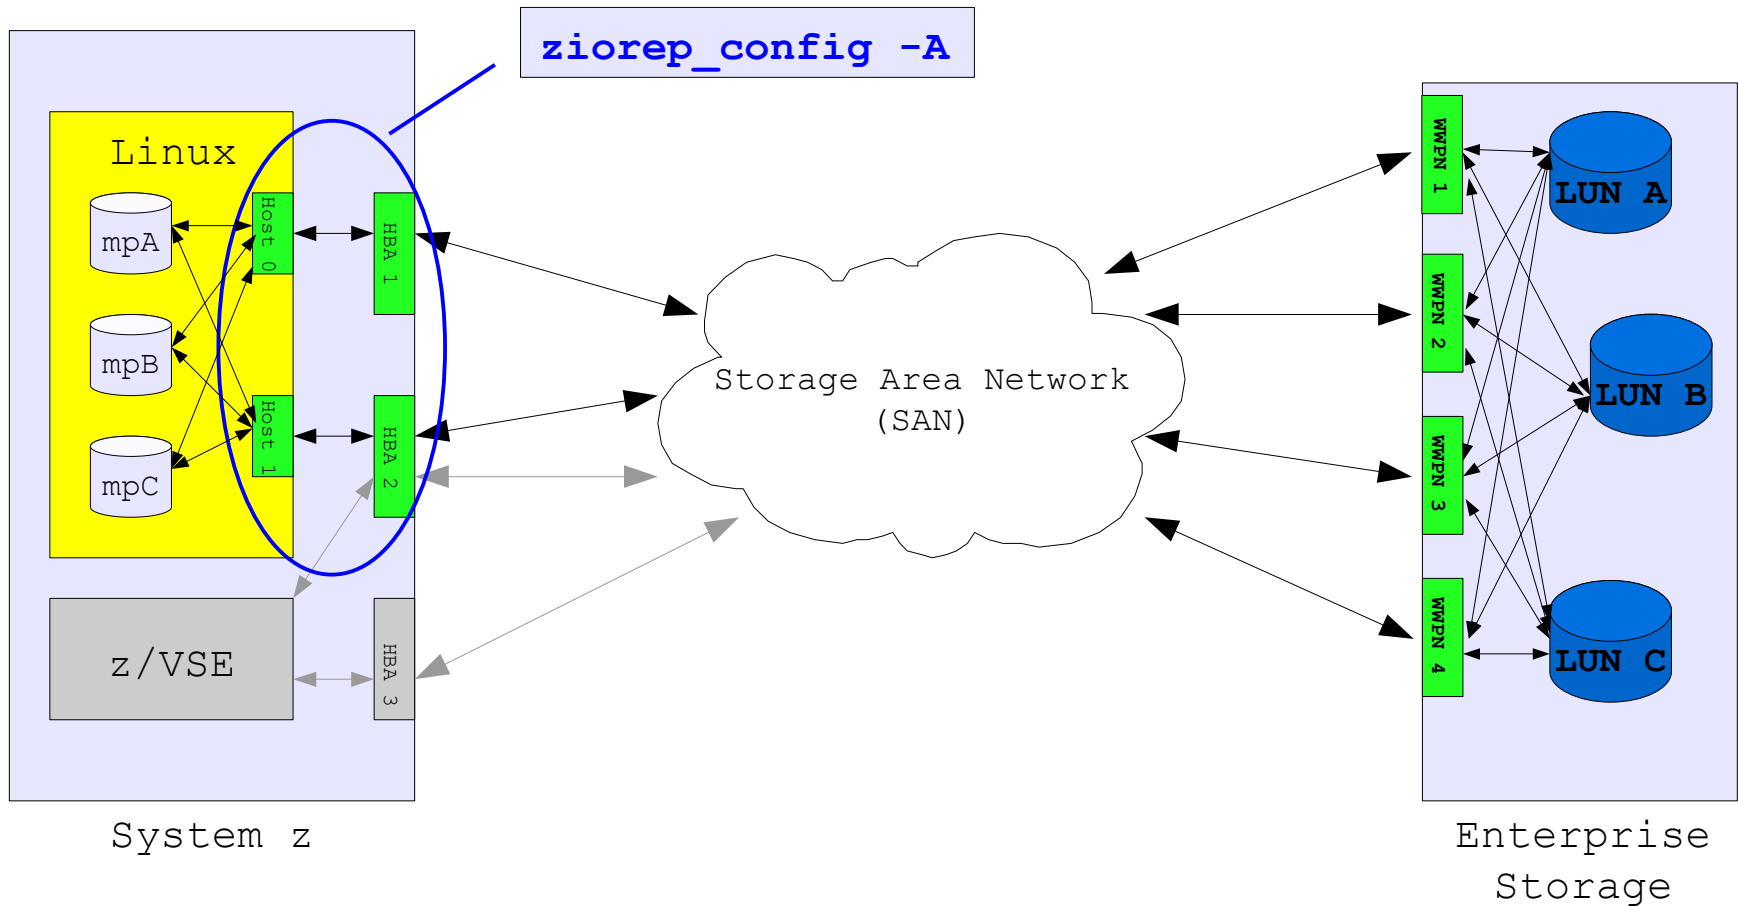 ziorep_config -A
Linux
mpA
mpB
mpC
Host 0
Host 1
HBA 1
HBA 2
HBA 3
z/VSE
System z
Storage Area Network
(SAN)
WWPN 1
WWPN 2
WWPN 3
WWPN 4
LUN A
LUN B
LUN C
Enterprise
Storage